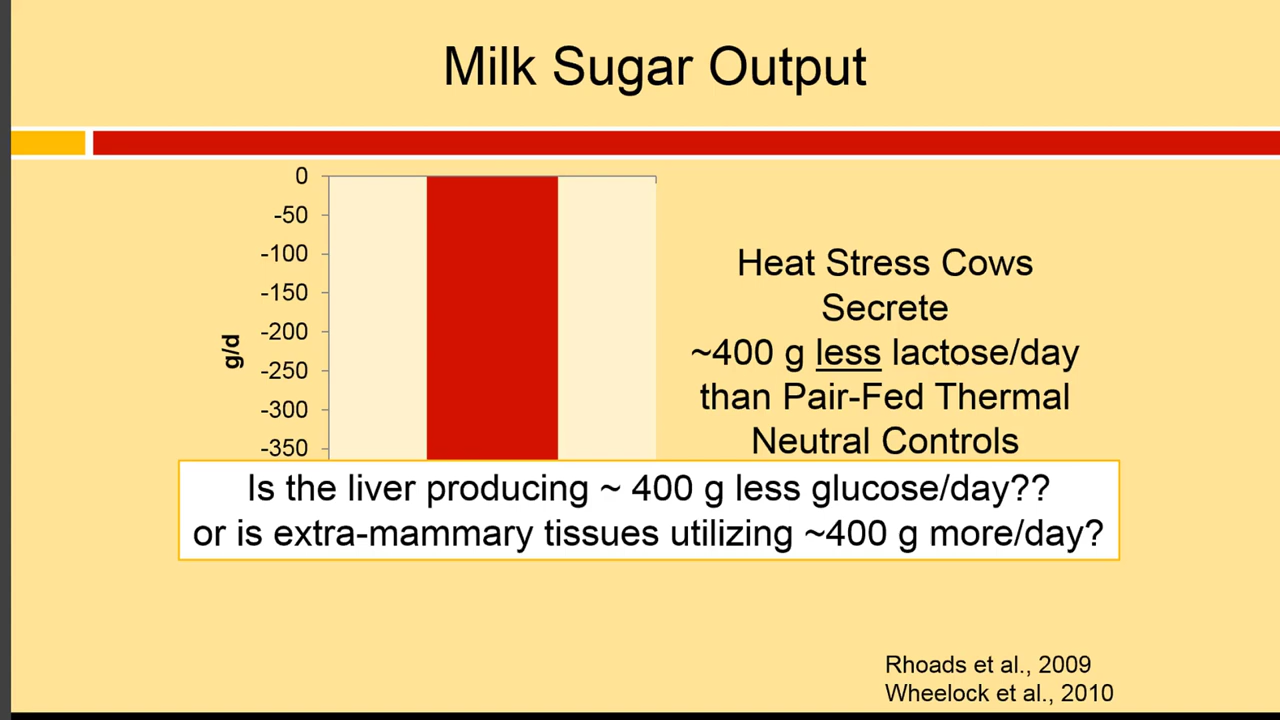 Milk Sugar Output
0
-50
-100
-150
-200
-250
-300
-350
g/d
Heat Stress Cows
Secrete
~400 g less lactose/day
than Pair-Fed Thermal
Neutral Controls
Is the liver producing ~ 400 g less glucose/day??
or is extra-mammary tissues utilizing ~400 g more/day?
Rhoads et al., 2009
Wheelock et al., 2010